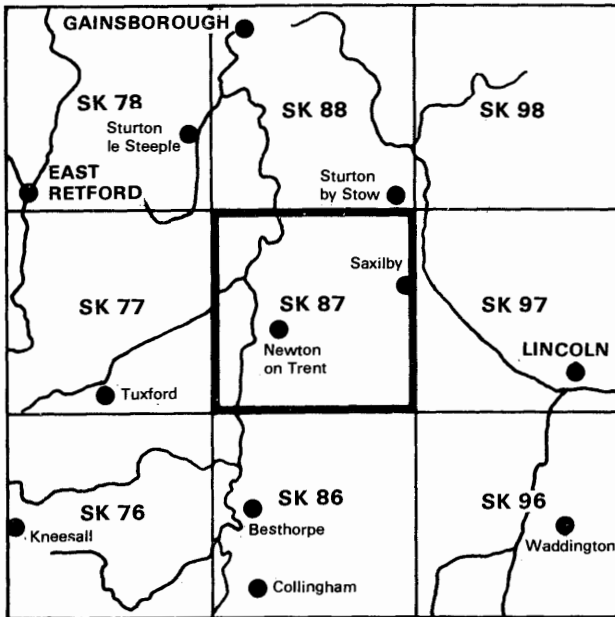 GAINSBOROUGH
SK 78
SK 88
SK 98
Sturton
le Steeple
EAST
RETFORD
Sturton
by Stow
Saxilby
SK 77
SK 87
SK 97
Newton
on Trent
LINCOLN
Tuxford
SK 76
SK 86
SK 96
Kneesall
Besthorpe
Waddington
Collingham